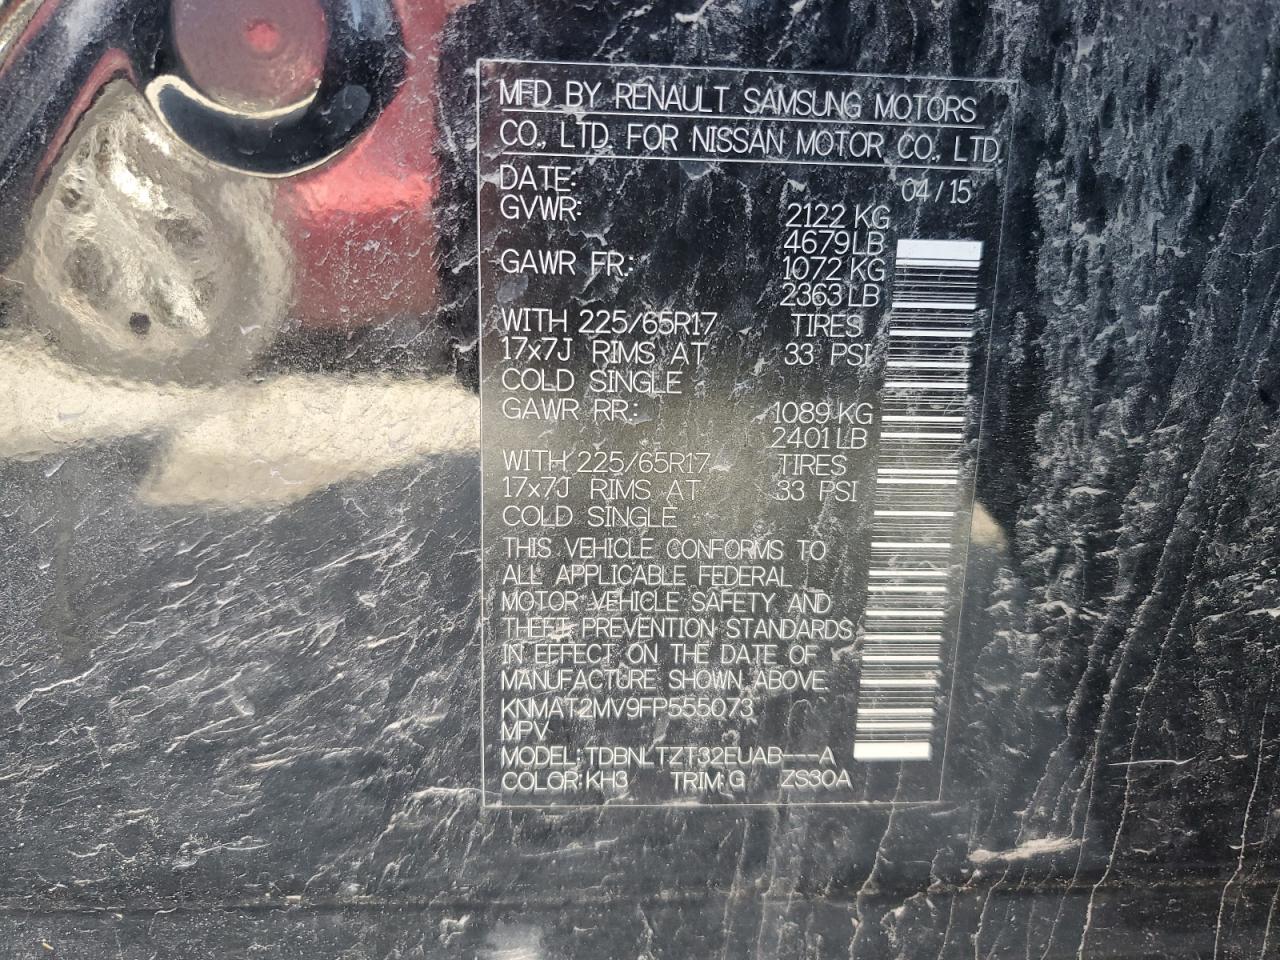 MFD BY RENAULT SAMSUNG MOTORS
CO., LTD. FOR NISSAN MOTOR CO., LTD.
DATE: 04/15
GVWR: 2122 KG
4679LB
GAWR FR.: 1072 KG
2363 LB
WITH 225/65R17 TIRES
17x7J RIMS AT 33 PSI
COLD SINGLE
GAWR RR.: 1089 KG
2401 LB
WITH 225/65R17 TIRES
17x7J RIMS AT 33 PSI
COLD SINGLE
THIS VEHICLE CONFORMS TO
ALL APPLICABLE FEDERAL
MOTOR VEHICLE SAFETY AND
THEFT PREVENTION STANDARDS
IN EFFECT ON THE DATE OF
MANUFACTURE SHOWN ABOVE.
KNMAT2MV9FP555073
MPV
MODEL: TDBNLTZT32EUAB---A
COLOR: KH3 TRIM: G ZS30A